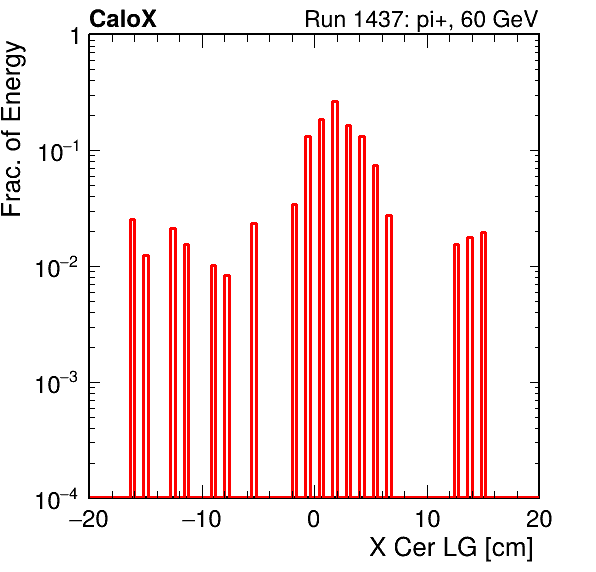 CaloX Run 1437: pi+, 60 GeV
Frac. of Energy
1
10⁻¹
10⁻²
10⁻³
10⁻⁴
−20 −10 0 10 20
X Cer LG [cm]